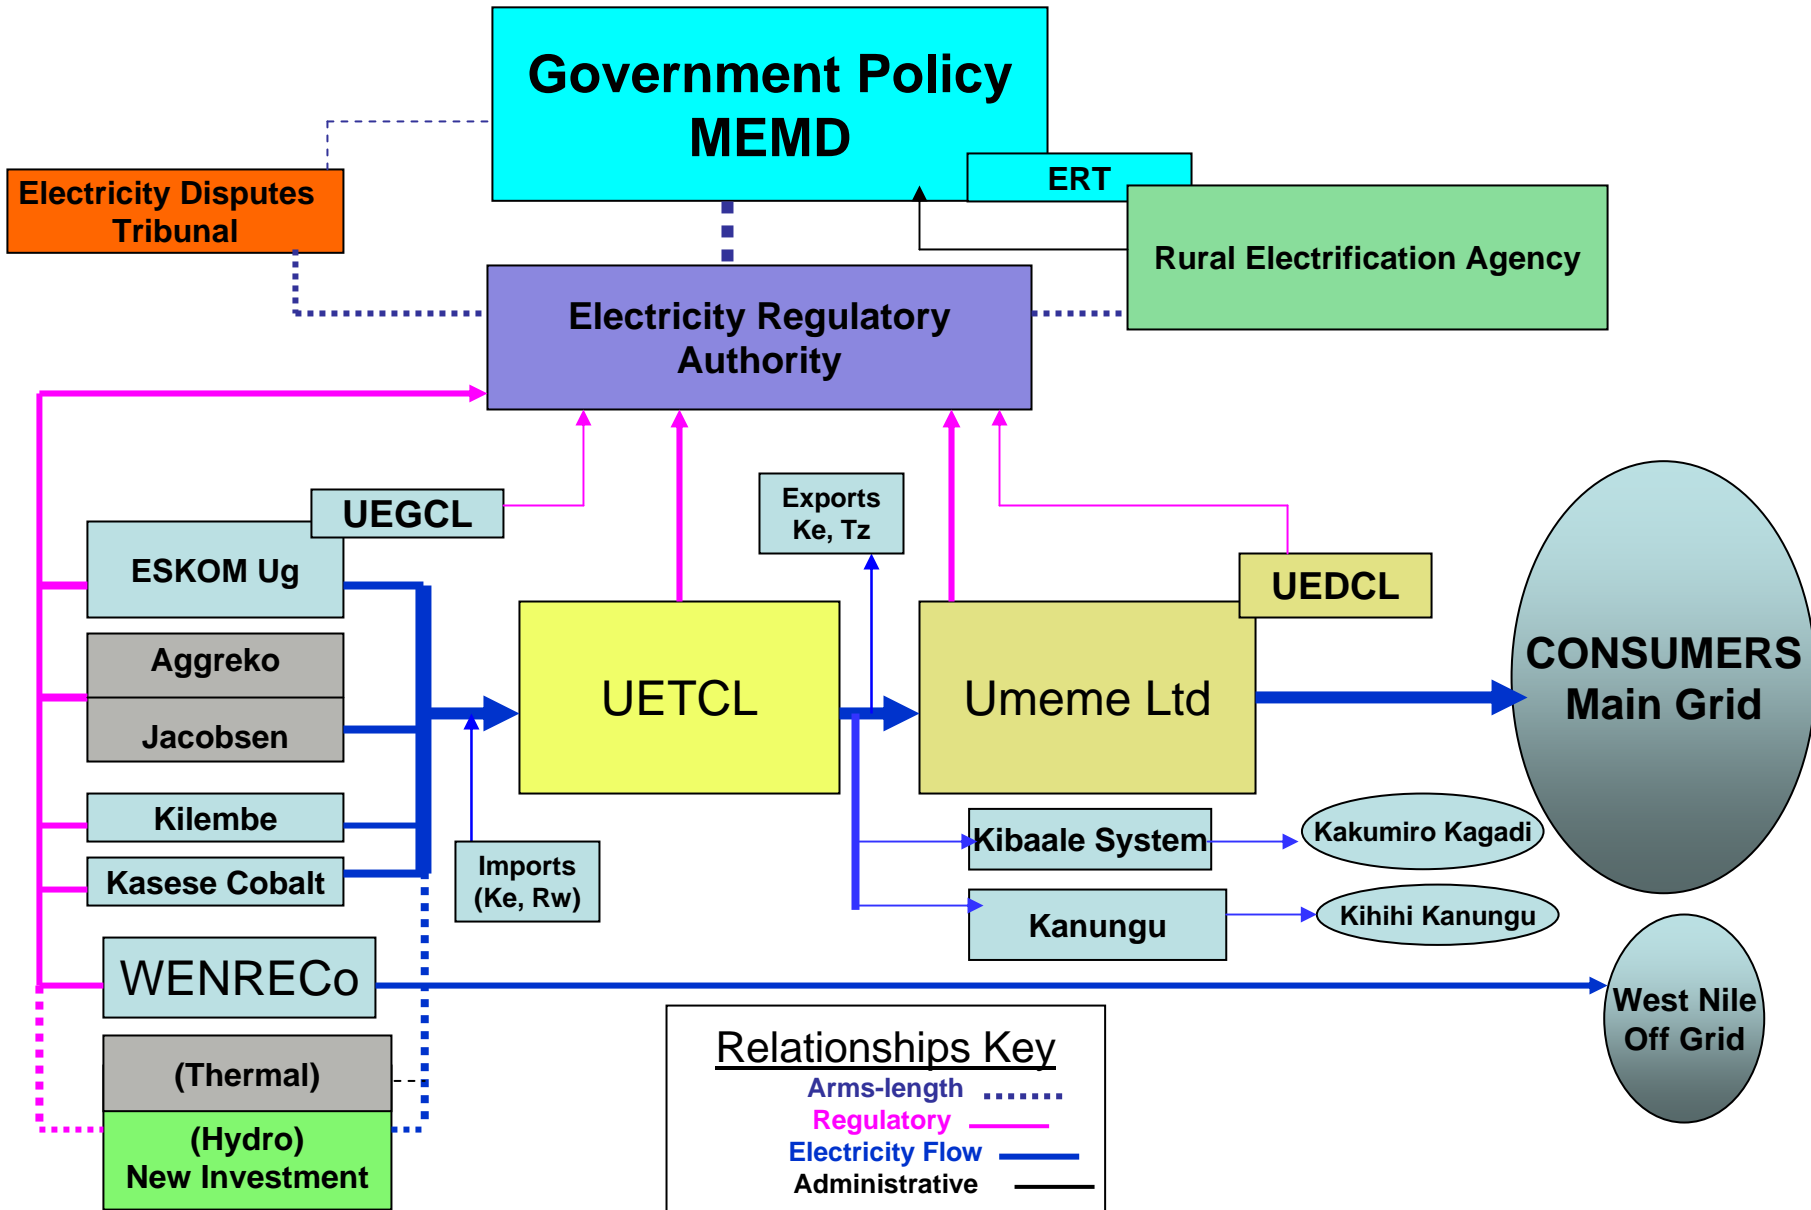 Government Policy
MEMD
ERT
Electricity Disputes
Tribunal
Rural Electrification Agency
Electricity Regulatory
Authority
UEGCL
ESKOM Ug
Exports
Ke, Tz
UEDCL
Aggreko
Jacobsen
UETCL
Umeme Ltd
CONSUMERS
Main Grid
Kilembe
Kasese Cobalt
Imports
(Ke, Rw)
Kibaale System
Kakumiro Kagadi
Kanungu
Kihihi Kanungu
WENRECo
West Nile
Off Grid
(Thermal)
(Hydro)
New Investment
Relationships Key
Arms-length
Regulatory
Electricity Flow
Administrative